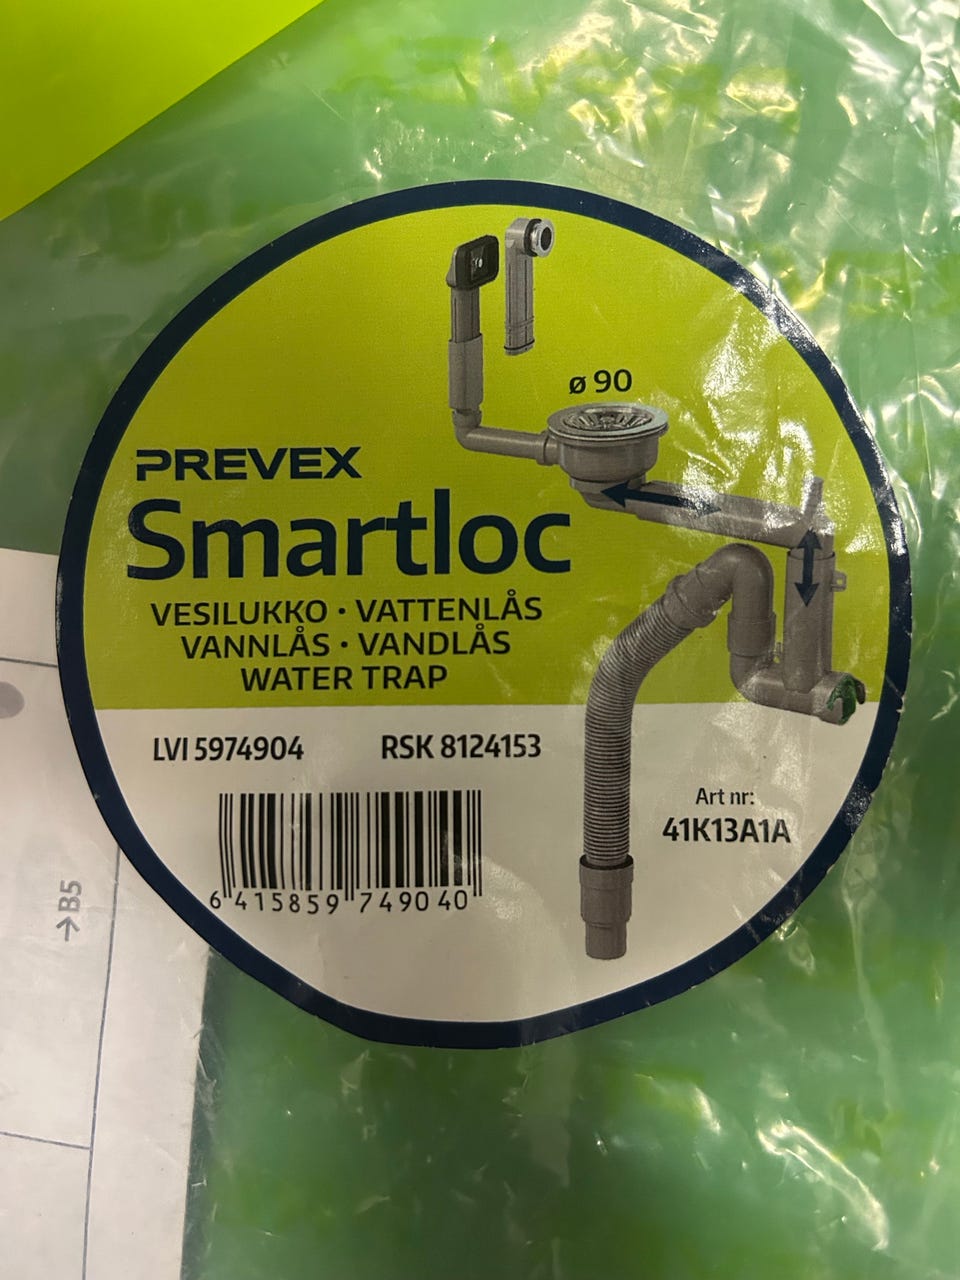 ø 90
PREVEX
Smartloc
VESILUKKO · VATTENLÅS
VANNLÅS · VANDLÅS
WATER TRAP
LVI 5974904 RSK 8124153
Art nr:
41K13A1A
6 415859 749040
→B5